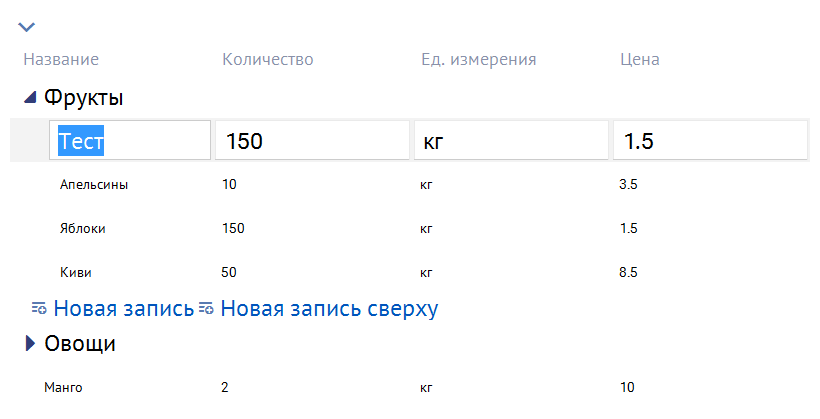 Название Количество Ед. измерения Цена
Фрукты
Тест 150 кг 1.5
Апельсины 10 кг 3.5
Яблоки 150 кг 1.5
Киви 50 кг 8.5
Новая запись Новая запись сверху
Овощи
Манго 2 кг 10